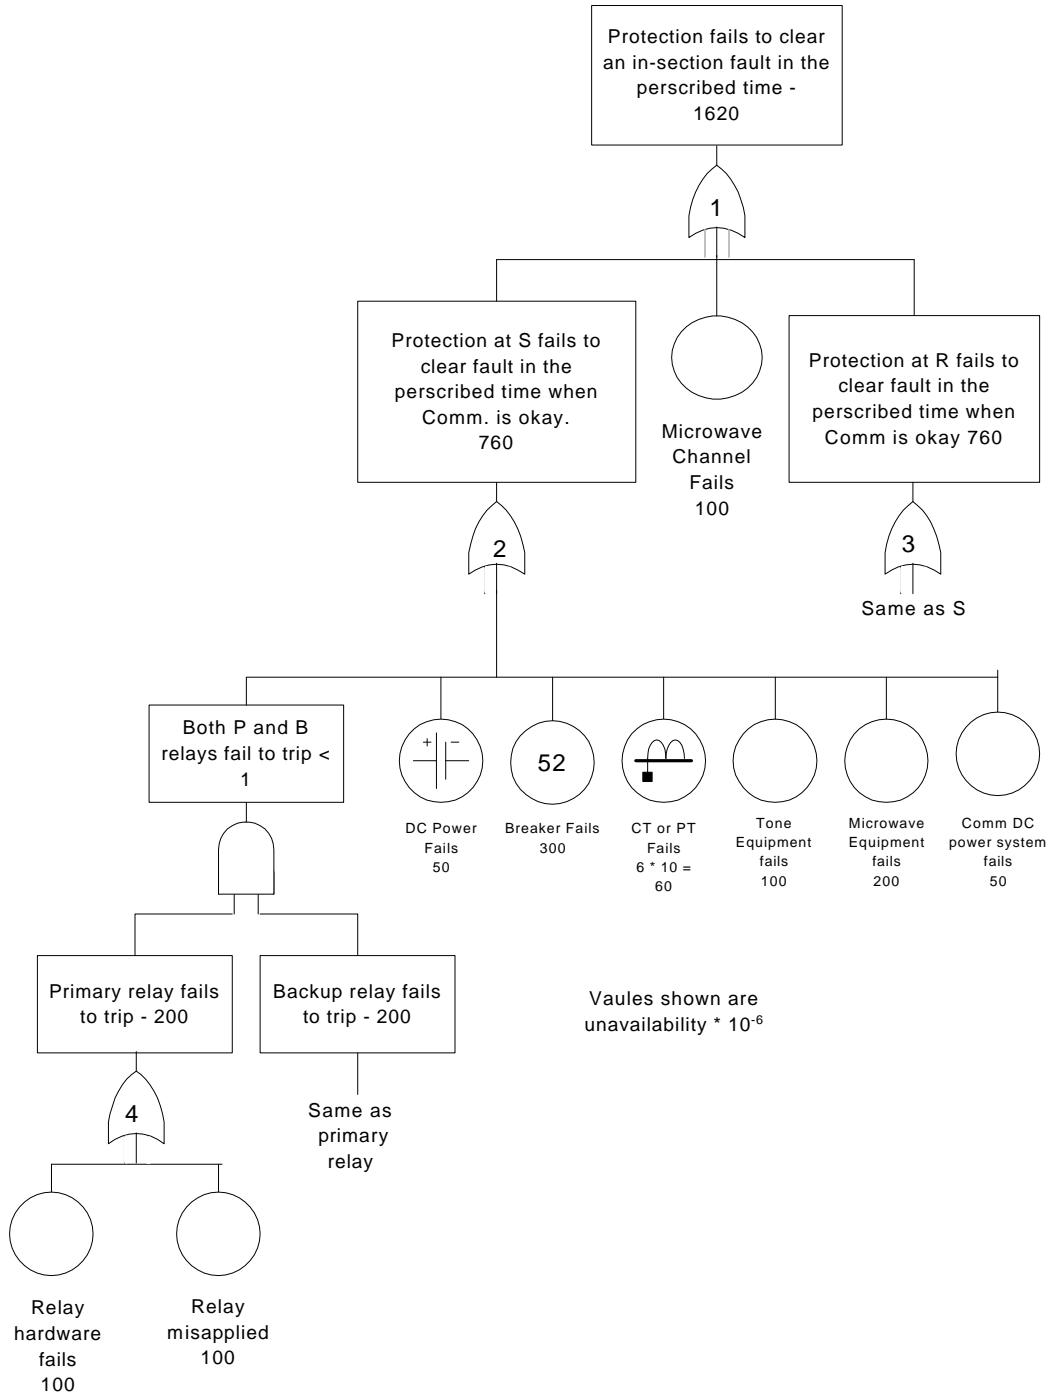 Protection fails to clear
an in-section fault in the
perscribed time -
1620
1
Protection at S fails to
clear fault in the
perscribed time when
Comm. is okay.
760
Microwave
Channel
Fails
100
Protection at R fails to
clear fault in the
perscribed time when
Comm is okay 760
2
3
Same as S
Both P and B
relays fail to trip <
1
+ −
DC Power
Fails
50
52
Breaker Fails
300
CT or PT
Fails
6 * 10 =
60
Tone
Equipment
fails
100
Microwave
Equipment
fails
200
Comm DC
power system
fails
50
Primary relay fails
to trip - 200
Backup relay fails
to trip - 200
Vaules shown are
unavailability * 10⁻⁶
4
Same as
primary
relay
Relay
hardware
fails
100
Relay
misapplied
100